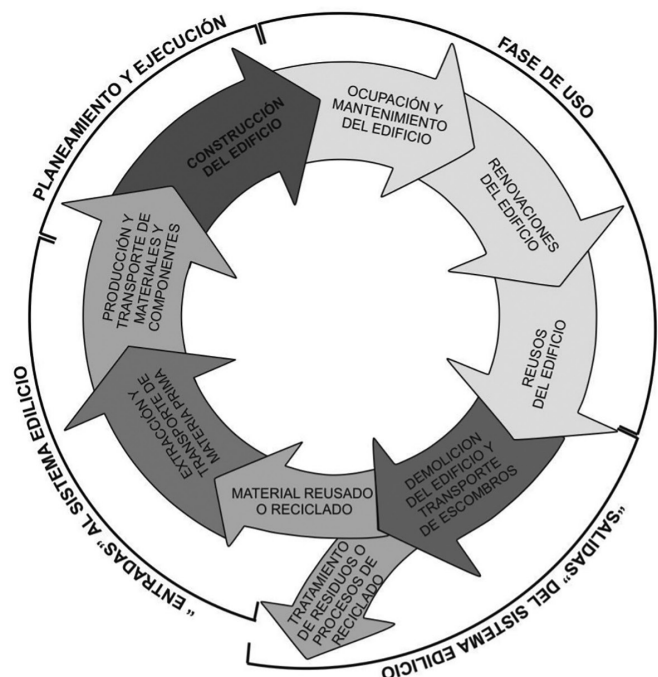 PLANEAMIENTO Y EJECUCIÓN
FASE DE USO
CONSTRUCCIÓN
DEL EDIFICIO
OCUPACIÓN Y
MANTENIMIENTO
DEL EDIFICIO
RENOVACIONES
DEL EDIFICIO
REUSOS
DEL EDIFICIO
DEMOLICION
DEL EDIFICIO Y
TRANSPORTE
DE ESCOMBROS
TRATAMIENTO
DE RESIDUOS O
PROCESOS DE
RECICLADO
MATERIAL REUSADO
O RECICLADO
EXTRACCIÓN Y
TRANSPORTE DE
MATERIA PRIMA
PRODUCCIÓN Y
TRANSPORTE DE
MATERIALES Y
COMPONENTES
"SALIDAS" DEL SISTEMA EDILICIO
"ENTRADAS" AL SISTEMA EDILICIO